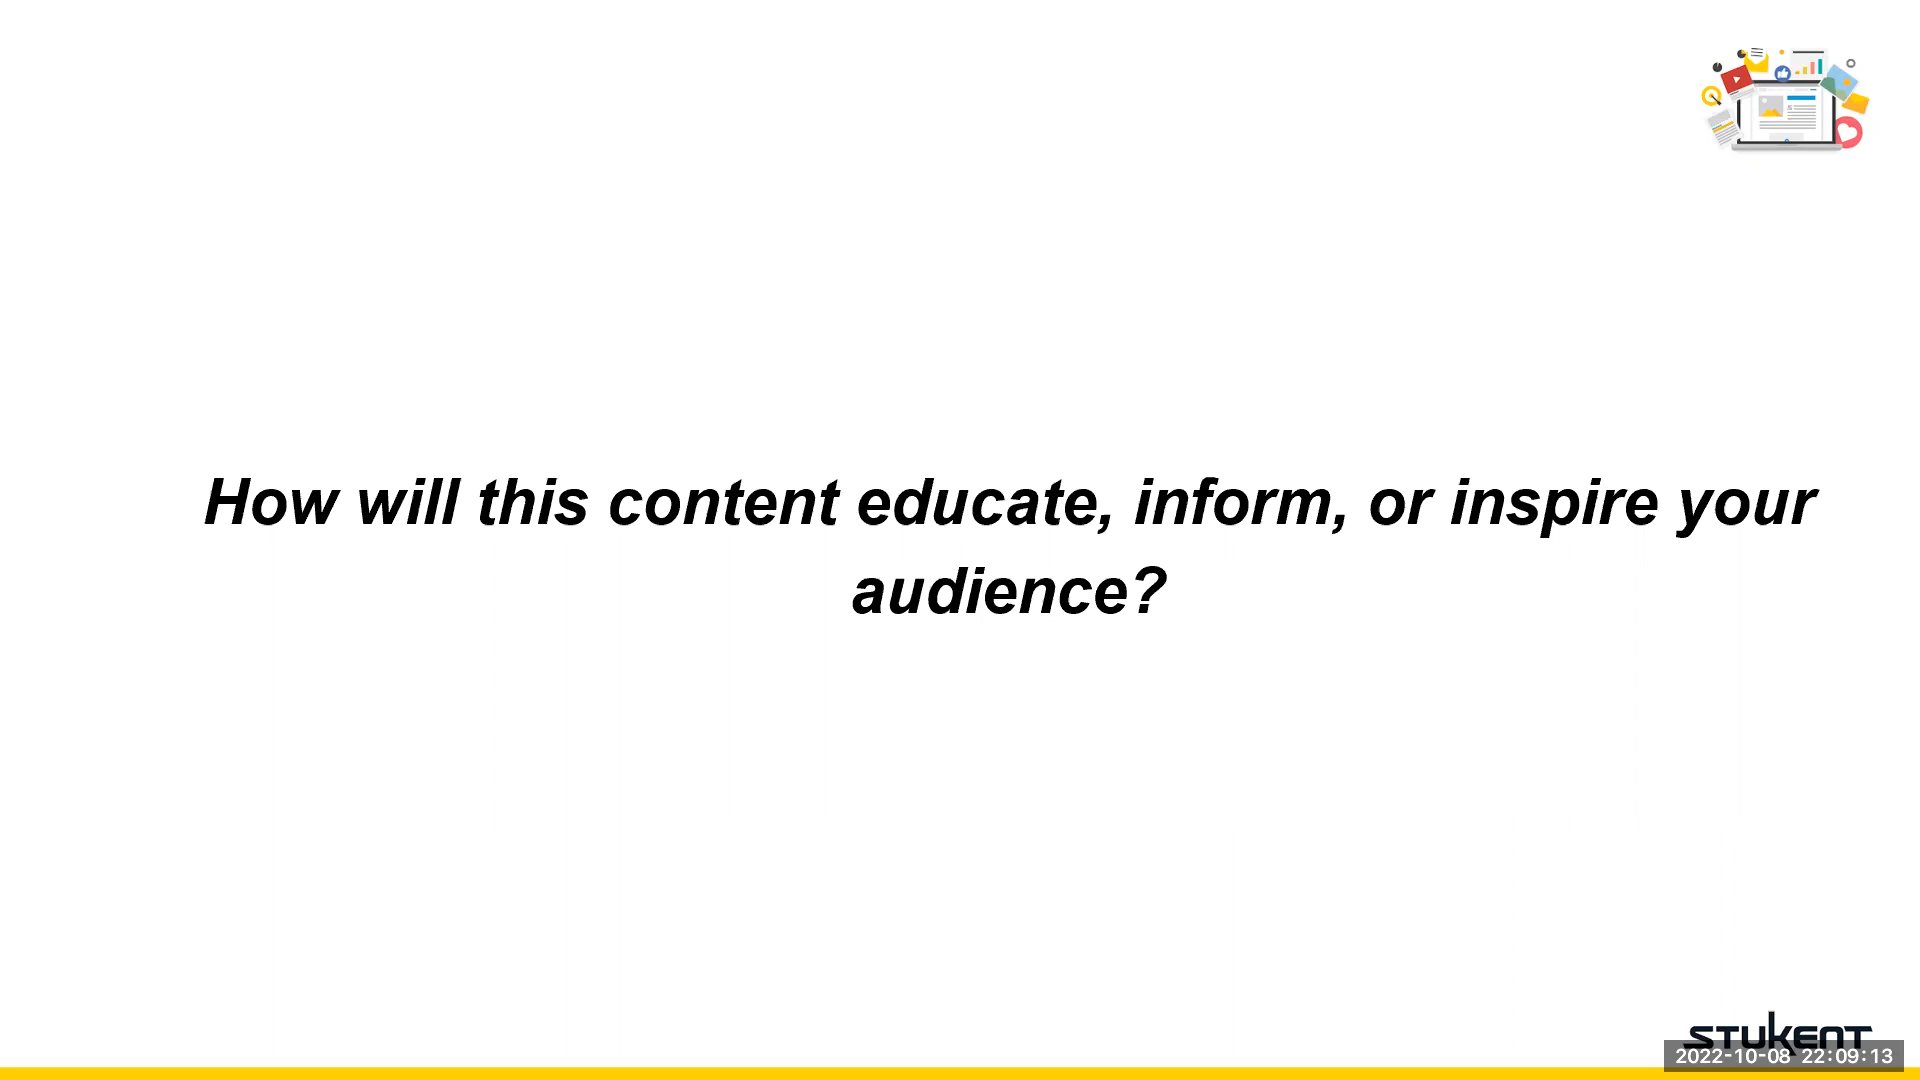 How will this content educate, inform, or inspire your
audience?
STUKENT
2022-10-08 22:09:13